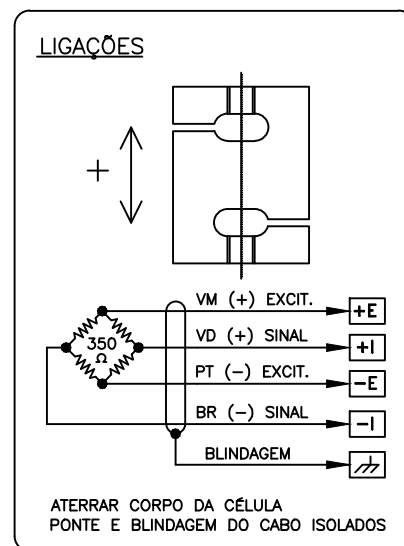 LIGAÇÕES
+
VM (+) EXCIT. +E
350 Ω
VD (+) SINAL +I
PT (-) EXCIT. -E
BR (-) SINAL -I
BLINDAGEM
ATERRAR CORPO DA CÉLULA
PONTE E BLINDAGEM DO CABO ISOLADOS